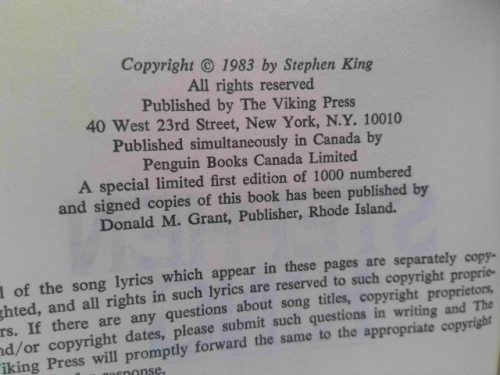 Copyright © 1983 by Stephen King
All rights reserved
Published by The Viking Press
40 West 23rd Street, New York, N.Y. 10010
Published simultaneously in Canada by
Penguin Books Canada Limited
A special limited first edition of 1000 numbered
and signed copies of this book has been published by
Donald M. Grant, Publisher, Rhode Island.
of the song lyrics which appear in these pages are separately copy-
ghted, and all rights in such lyrics are reserved to such copyright proprie-
rs. If there are any questions about song titles, copyright proprietors,
nd/or copyright dates, please submit such questions in writing and The
Viking Press will promptly forward the same to the appropriate copyright
response.